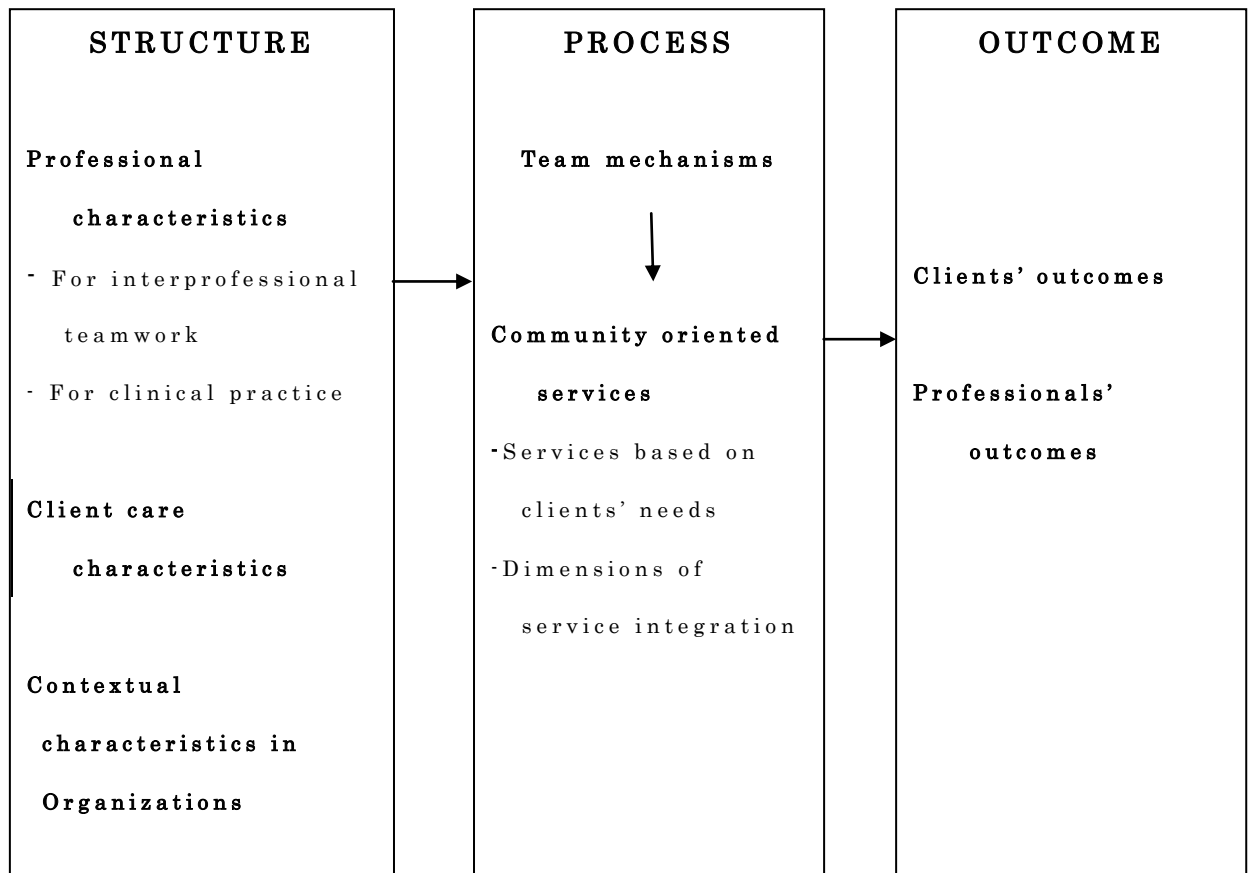 STRUCTURE
Professional
characteristics
- For interprofessional
teamwork
- For clinical practice
Client care
characteristics
Contextual
characteristics in
Organizations
PROCESS
Team mechanisms
Community oriented
services
-Services based on
clients’ needs
-Dimensions of
service integration
OUTCOME
Clients’ outcomes
Professionals’
outcomes